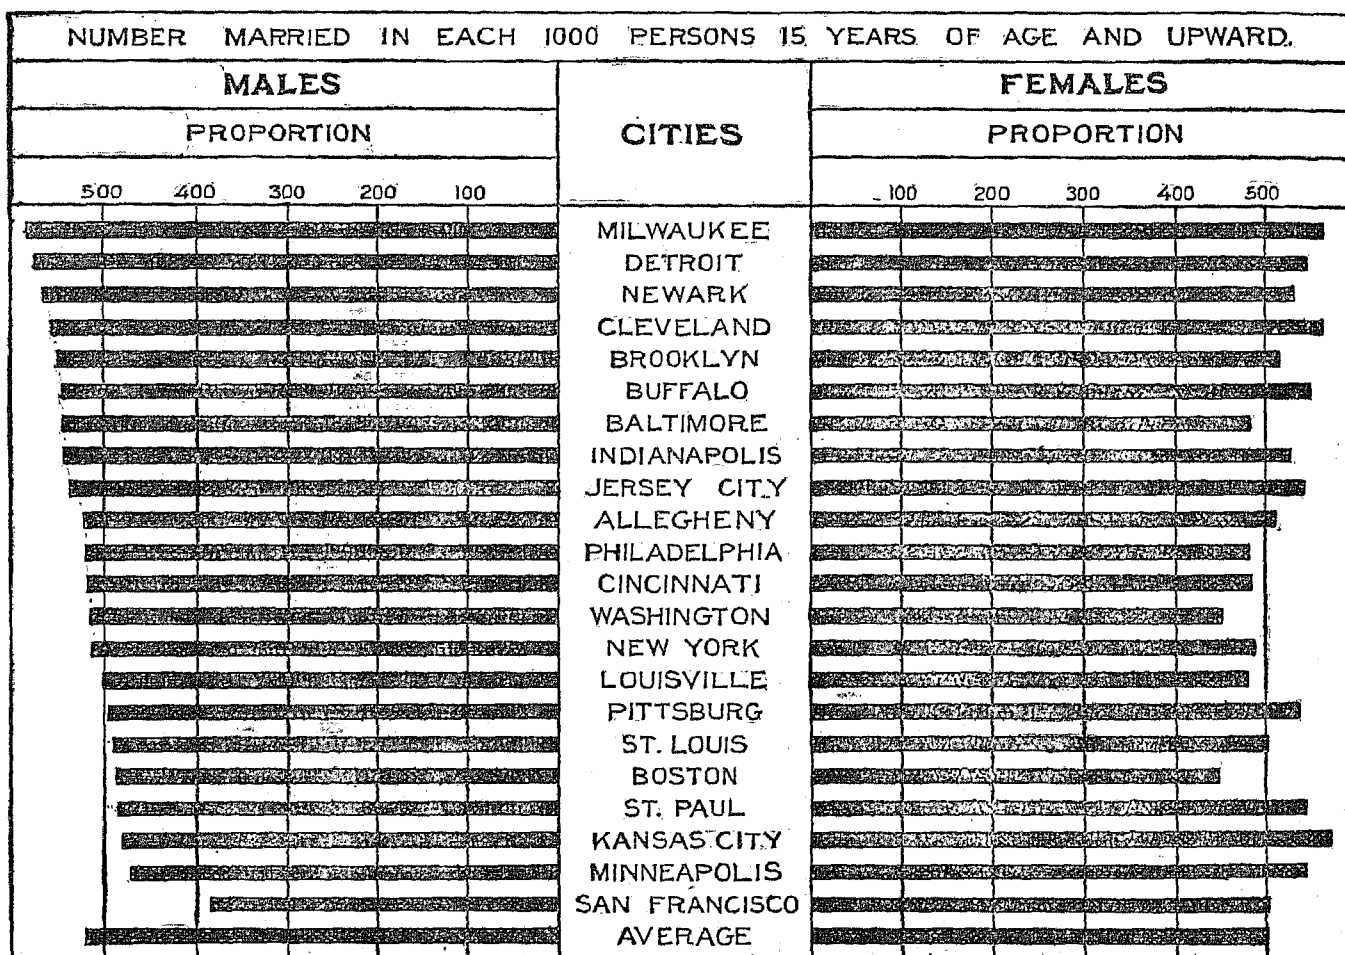 NUMBER MARRIED IN EACH 1000 PERSONS 15 YEARS OF AGE AND UPWARD.
MALES
FEMALES
PROPORTION
CITIES
PROPORTION
500 400 300 200 100
100 200 300 400 500
MILWAUKEE
DETROIT
NEWARK
CLEVELAND
BROOKLYN
BUFFALO
BALTIMORE
INDIANAPOLIS
JERSEY CITY
ALLEGHENY
PHILADELPHIA
CINCINNATI
WASHINGTON
NEW YORK
LOUISVILLE
PITTSBURG
ST. LOUIS
BOSTON
ST. PAUL
KANSAS CITY
MINNEAPOLIS
SAN FRANCISCO
AVERAGE